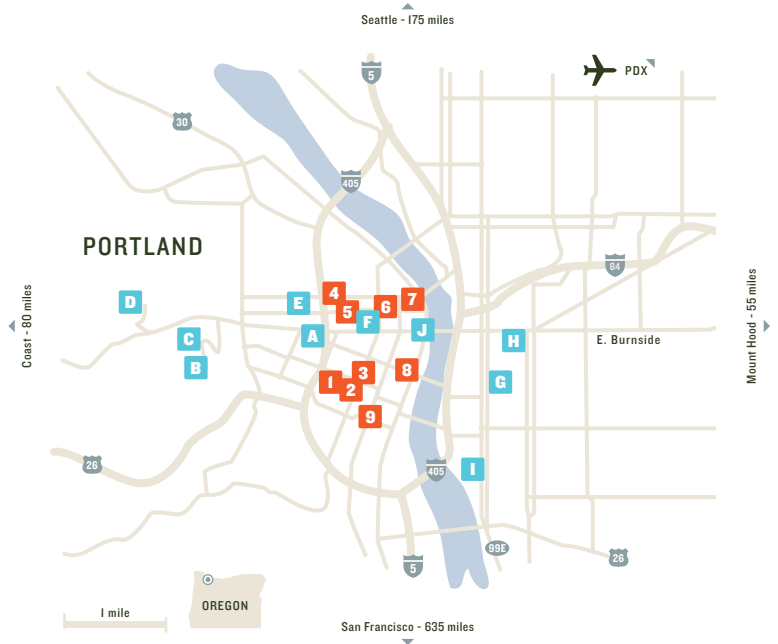 Seattle - 175 miles
5
PDX
30
405
PORTLAND
84
Coast - 80 miles
Mount Hood - 55 miles
D
E
4
5
6
7
F
J
A
C
B
H
E. Burnside
G
I
3
2
8
9
26
405
I
99E
26
5
OREGON
1 mile
San Francisco - 635 miles